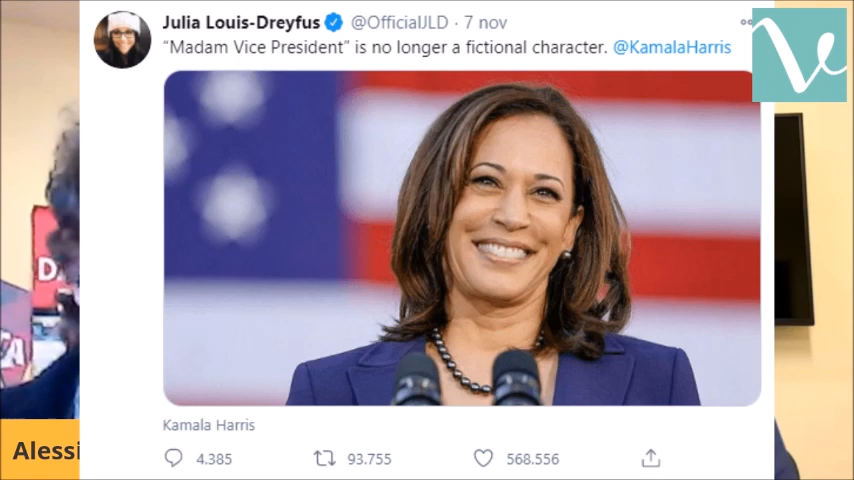 Julia Louis-Dreyfus @OfficialJLD · 7 nov
“Madam Vice President” is no longer a fictional character. @KamalaHarris
Ve
D
A
Kamala Harris
Alessi
4.385 93.755 568.556